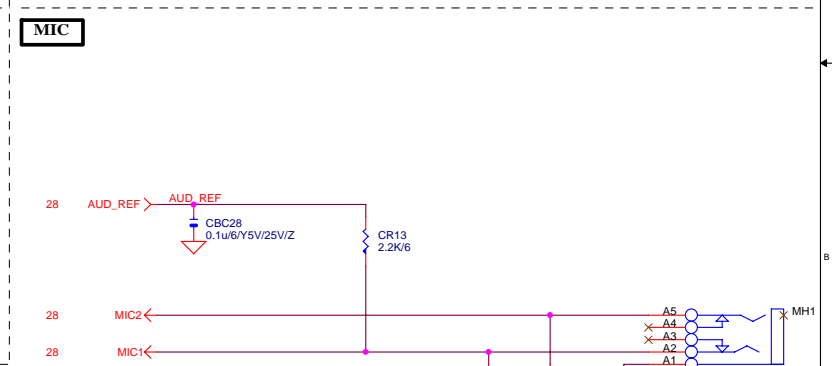 MIC
28 AUD_REF AUD_REF
CBC28
0.1u/6/Y5V/25V/Z
CR13
2.2K/6
B
28 MIC2 A5 MH1
A4
A3
28 MIC1 A2
A1